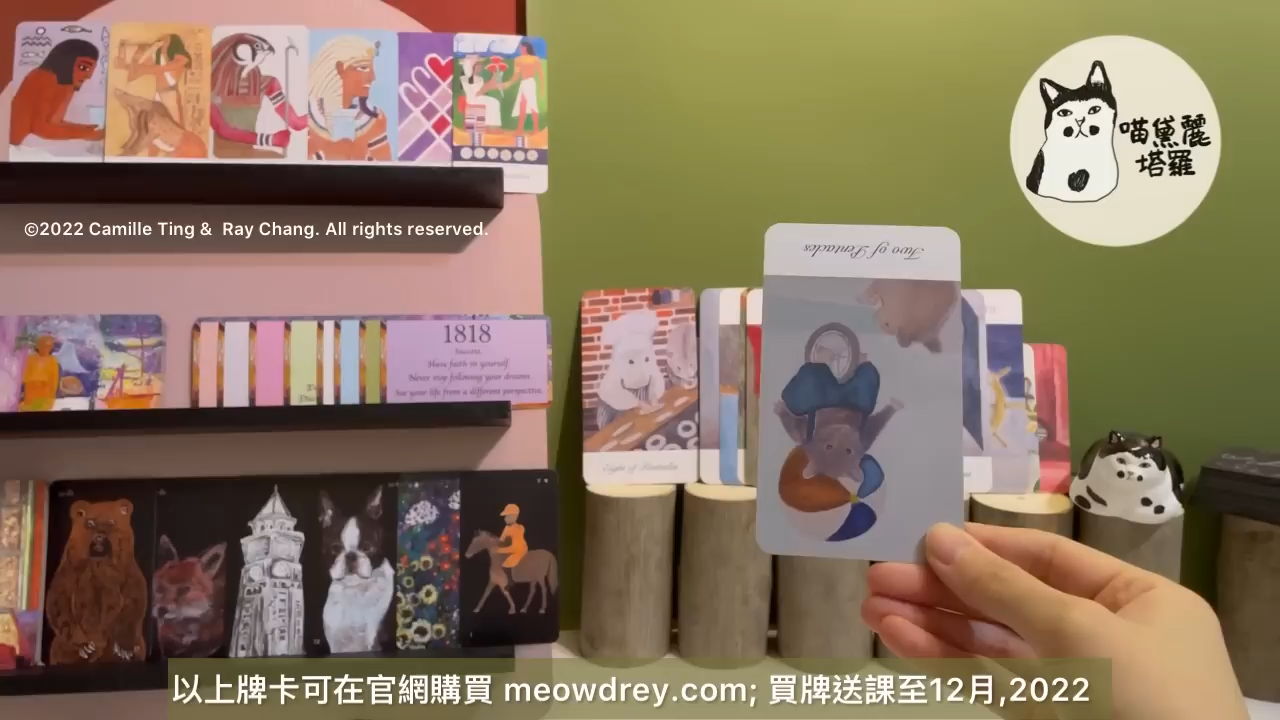 喵黛麗
塔羅
©2022 Camille Ting & Ray Chang. All rights reserved.
Two of Pentacles
1818
Success.
Have faith in yourself
Never stop following your dreams
See your life from a different perspective.
Eight of Pentacles
以上牌卡可在官網購買 meowdrey.com; 買牌送課至12月,2022